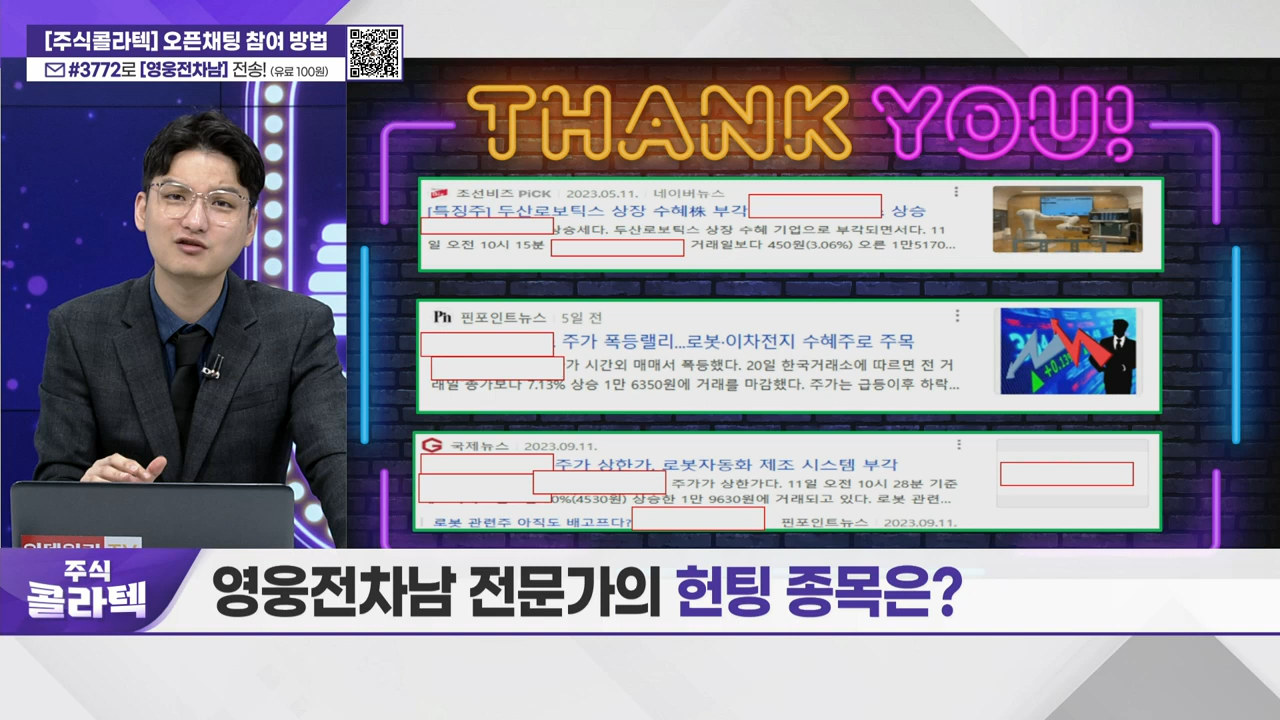 [주식콜라텍] 오픈채팅 참여 방법
#3772로 [영웅전차남] 전송! (유료 100원)
THANK YOU!
조선비즈 PiCK 2023.05.11. 네이버뉴스
[특징주] 두산로보틱스 상장 수혜株 부각 상승
상승세다. 두산로보틱스 상장 수혜 기업으로 부각되면서다. 11
일 오전 10시 15분 거래일보다 450원(3.06%) 오른 1만5170...
Pin 핀포인트뉴스 5일 전
주가 폭등랠리...로봇·이차전지 수혜주로 주목
가 시간외 매매서 폭등했다. 20일 한국거래소에 따르면 전 거
래일 종가보다 7.13% 상승 1만 6350원에 거래를 마감했다. 주가는 급등이후 하락...
국제뉴스 2023.09.11.
주가 상한가, 로봇자동화 제조 시스템 부각
주가가 상한가다. 11일 오전 10시 28분 기준
0%(4530원) 상승한 1만 9630원에 거래되고 있다. 로봇 관련...
로봇 관련주 아직도 배고프다? 핀포인트뉴스 2023.09.11.
주식
콜라텍
영웅전차남 전문가의 헌팅 종목은?